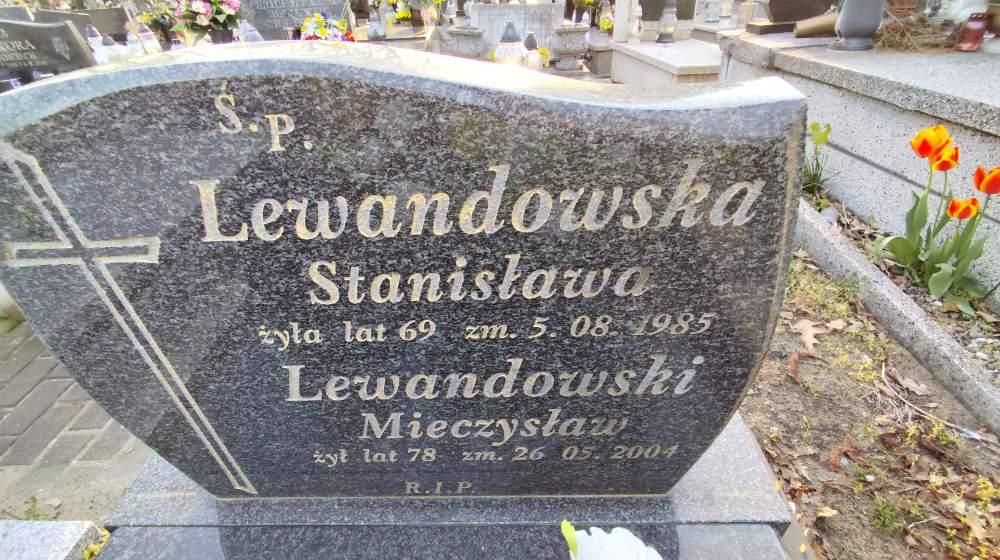 Ś.P.
Lewandowska
Stanisława
żyła lat 69 zm. 5. 08. 1985
Lewandowski
Mieczysław
żył lat 78 zm. 26 05. 2004
R.I.P.